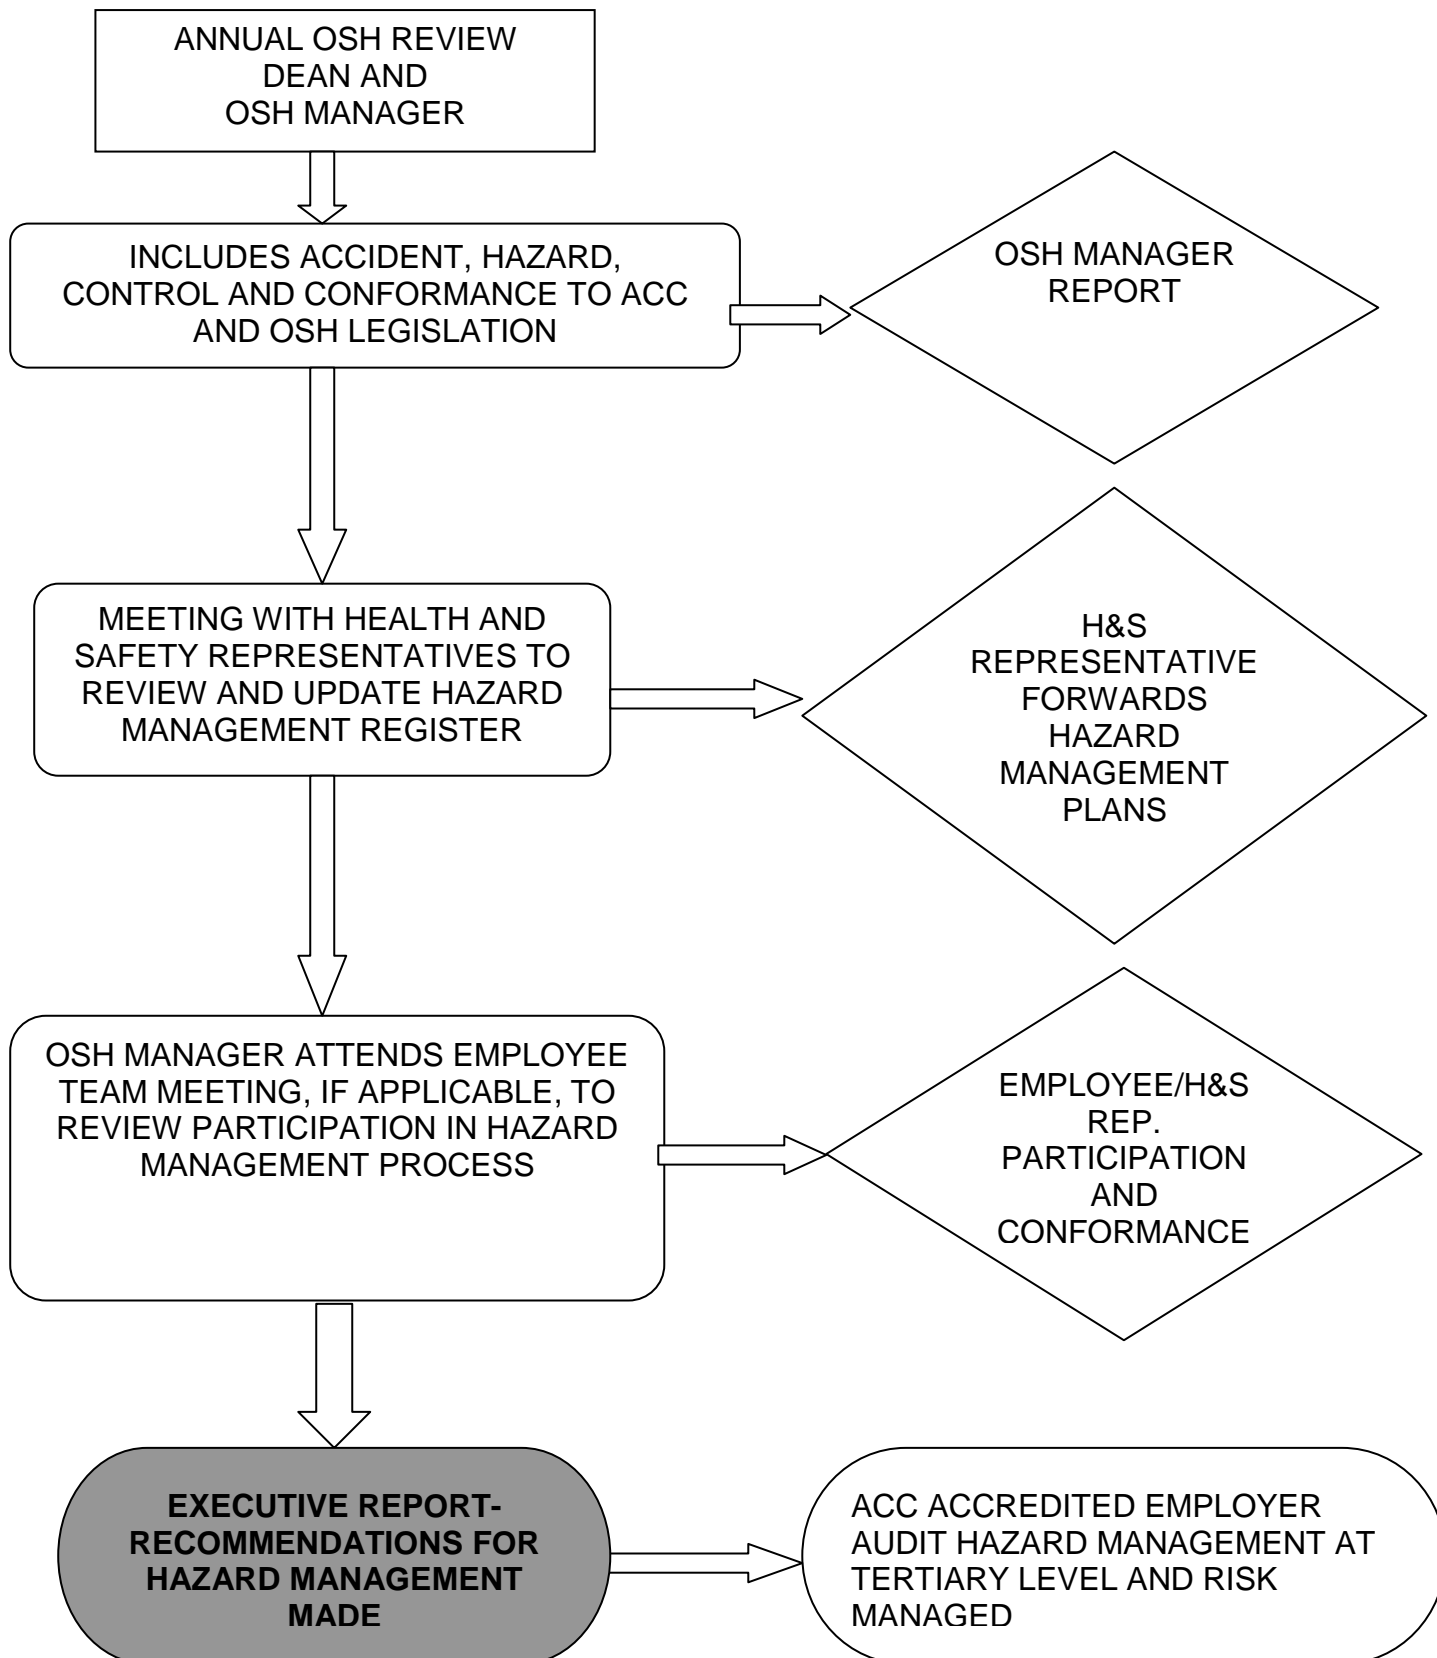 ANNUAL OSH REVIEW
DEAN AND
OSH MANAGER
INCLUDES ACCIDENT, HAZARD,
CONTROL AND CONFORMANCE TO ACC
AND OSH LEGISLATION
OSH MANAGER
REPORT
MEETING WITH HEALTH AND
SAFETY REPRESENTATIVES TO
REVIEW AND UPDATE HAZARD
MANAGEMENT REGISTER
H&S
REPRESENTATIVE
FORWARDS
HAZARD
MANAGEMENT
PLANS
OSH MANAGER ATTENDS EMPLOYEE
TEAM MEETING, IF APPLICABLE, TO
REVIEW PARTICIPATION IN HAZARD
MANAGEMENT PROCESS
EMPLOYEE/H&S
REP.
PARTICIPATION
AND
CONFORMANCE
EXECUTIVE REPORT-
RECOMMENDATIONS FOR
HAZARD MANAGEMENT
MADE
ACC ACCREDITED EMPLOYER
AUDIT HAZARD MANAGEMENT AT
TERTIARY LEVEL AND RISK
MANAGED